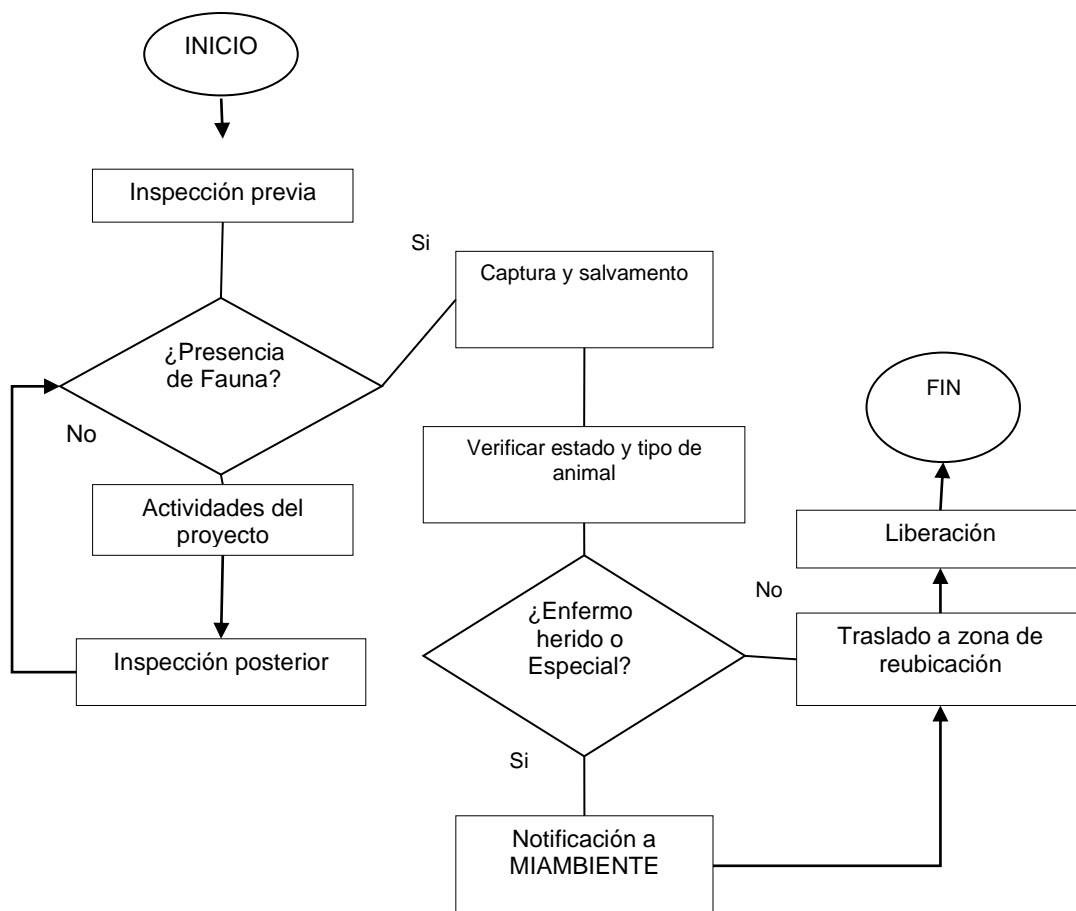 INICIO
Inspección previa
Si
Captura y salvamento
¿Presencia
de Fauna?
No
Actividades del
proyecto
Inspección posterior
Verificar estado y tipo de
animal
¿Enfermo
herido o
Especial?
Si
Notificación a
MIAMBIENTE
No
Traslado a zona de
reubicación
Liberación
FIN